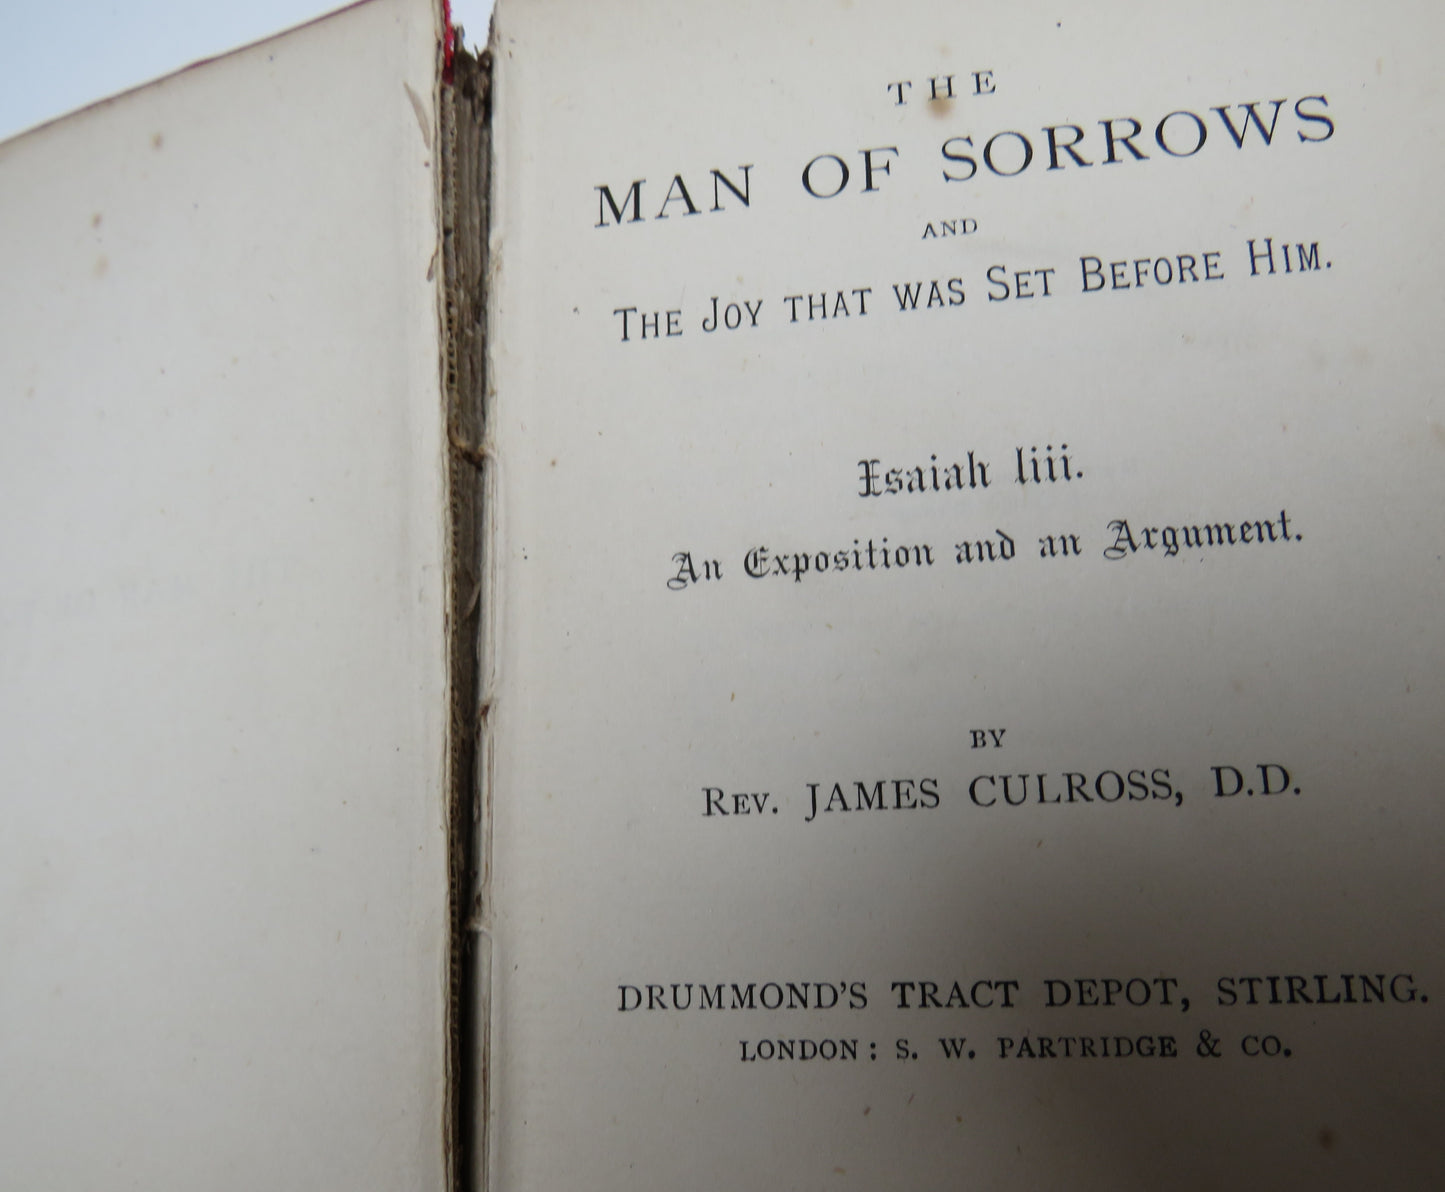 THE
MAN OF SORROWS
AND
THE JOY THAT WAS SET BEFORE HIM.
Isaiah liii.
An Exposition and an Argument.
BY
REV. JAMES CULROSS, D.D.
DRUMMOND'S TRACT DEPOT, STIRLING.
LONDON: S. W. PARTRIDGE & CO.